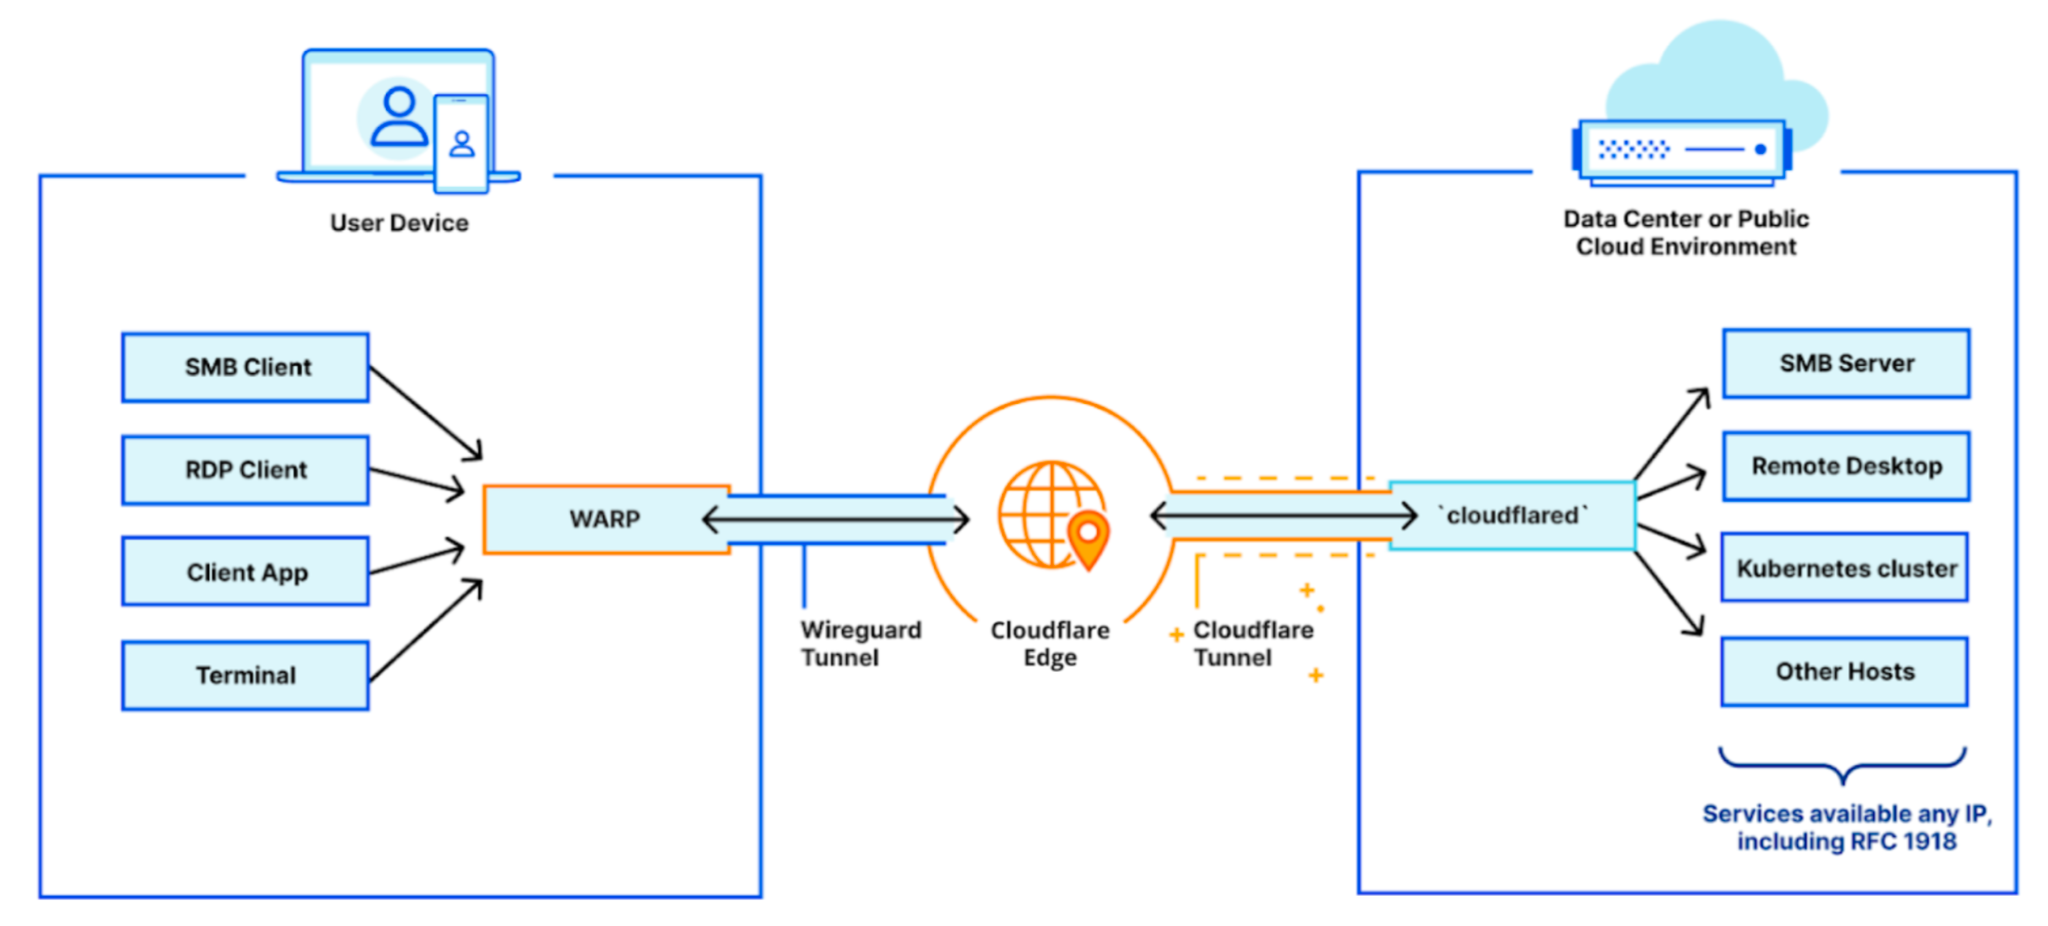 User Device
Data Center or Public
Cloud Environment
SMB Client
RDP Client
Client App
Terminal
WARP
Wireguard
Tunnel
Cloudflare
Edge
Cloudflare
Tunnel
`cloudflared`
SMB Server
Remote Desktop
Kubernetes cluster
Other Hosts
Services available any IP,
including RFC 1918